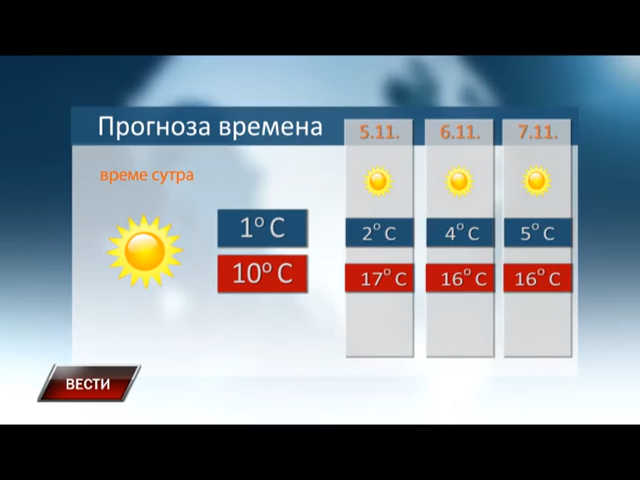 Прогноза времена
време сутра
1° C
10° C
5.11.
6.11.
7.11.
2° C
4° C
5° C
17° C
16° C
16° C
ВЕСТИ